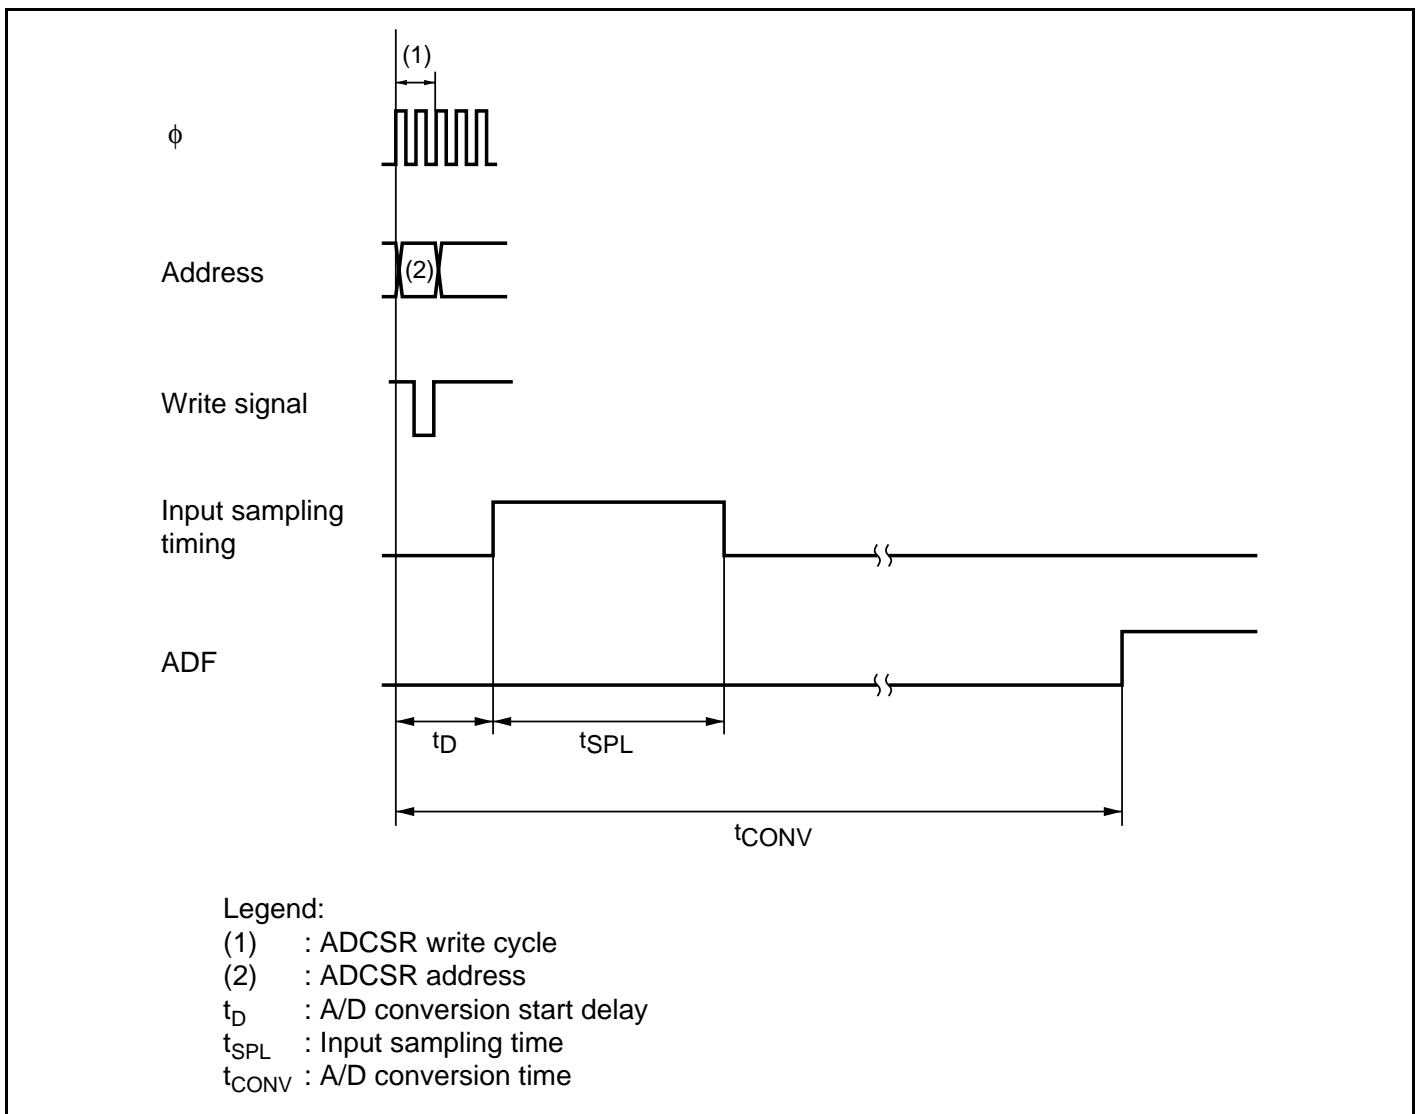 (1)
ϕ
Address
(2)
Write signal
Input sampling
timing
ADF
tD
tSPL
tCONV
Legend:
(1) : ADCSR write cycle
(2) : ADCSR address
tD : A/D conversion start delay
tSPL : Input sampling time
tCONV : A/D conversion time